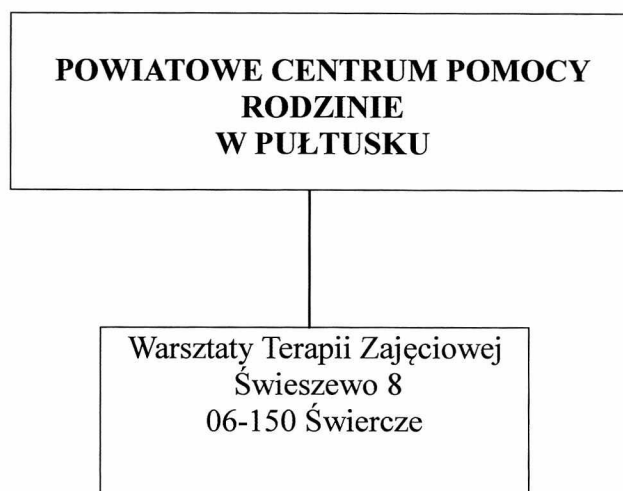 POWIATOWE CENTRUM POMOCY
RODZINIE
W PUŁTUSKU
Warsztaty Terapii Zajęciowej
Świeszewo 8
06-150 Świercze